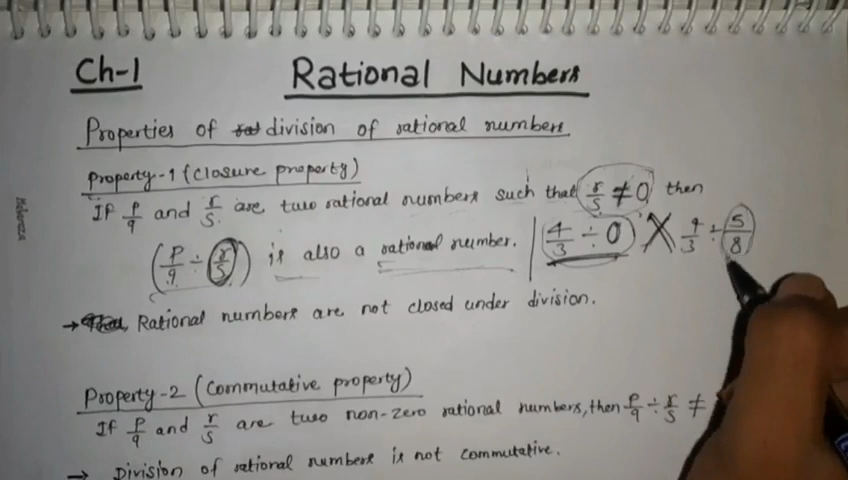 Ch-1 Rational Numbers
Properties of division of rational numbers
Property-1 (closure property)
If p/q and r/s are two rational numbers such that r/s ≠ 0, then
(p/q ÷ r/s) is also a rational number. | 4/3 ÷ 0 X 4/3 ÷ 5/8
→ Rational numbers are not closed under division.
Property-2 (Commutative property)
If p/q and r/s are two non-zero rational numbers, then p/q ÷ r/s ≠
→ Division of rational numbers is not commutative.